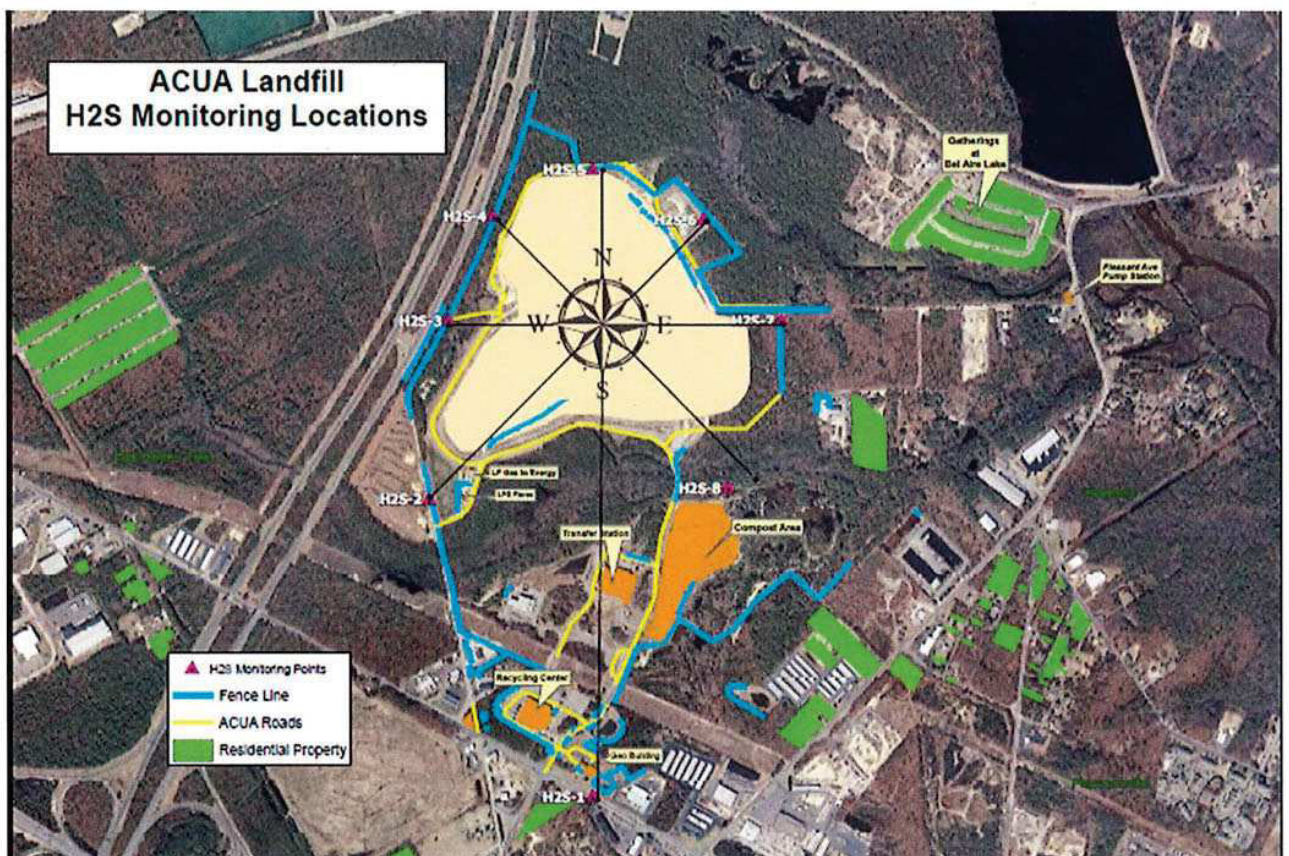 ACUA Landfill
H2S Monitoring Locations
Gatherings
at
Bel Aire Lake
H2S-5
H2S-4
H2S-6
N
Pleasant Ave
Pump Station
H2S-3
W
E
H2S-7
S
LF Gas to Energy
H2S-2
H2S-8
Compost Area
Transfer Station
H2S Monitoring Points
Fence Line
ACUA Roads
Residential Property
Recycling Center
Geo Building
H2S-1